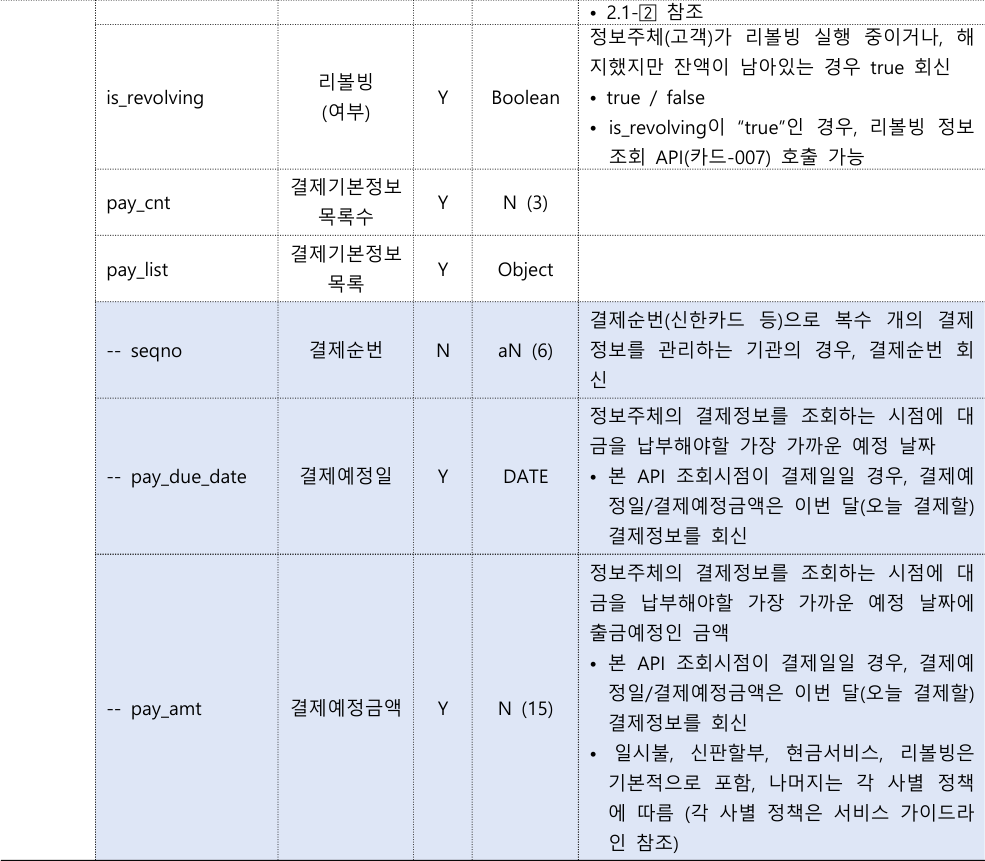 • 2.1-2 참조
is_revolving
리볼빙
(여부)
Y
Boolean
정보주체(고객)가 리볼빙 실행 중이거나, 해
지했지만 잔액이 남아있는 경우 true 회신
• true / false
• is_revolving이 “true”인 경우, 리볼빙 정보
조회 API(카드-007) 호출 가능
pay_cnt
결제기본정보
목록수
Y
N (3)
pay_list
결제기본정보
목록
Y
Object
-- seqno
결제순번
N
aN (6)
결제순번(신한카드 등)으로 복수 개의 결제
정보를 관리하는 기관의 경우, 결제순번 회
신
-- pay_due_date
결제예정일
Y
DATE
정보주체의 결제정보를 조회하는 시점에 대
금을 납부해야할 가장 가까운 예정 날짜
• 본 API 조회시점이 결제일일 경우, 결제예
정일/결제예정금액은 이번 달(오늘 결제할)
결제정보를 회신
-- pay_amt
결제예정금액
Y
N (15)
정보주체의 결제정보를 조회하는 시점에 대
금을 납부해야할 가장 가까운 예정 날짜에
출금예정인 금액
• 본 API 조회시점이 결제일일 경우, 결제예
정일/결제예정금액은 이번 달(오늘 결제할)
결제정보를 회신
• 일시불, 신판할부, 현금서비스, 리볼빙은
기본적으로 포함, 나머지는 각 사별 정책
에 따름 (각 사별 정책은 서비스 가이드라
인 참조)